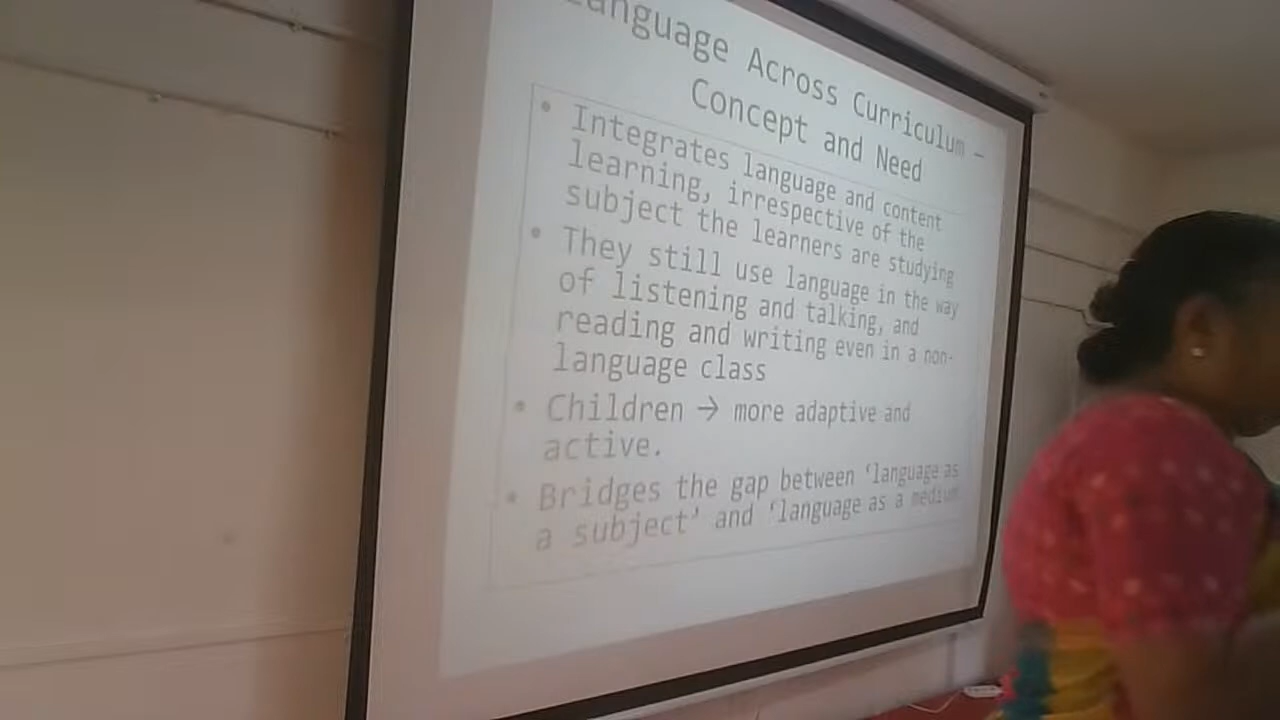 Language Across Curriculum –
Concept and Need
• Integrates language and content
learning, irrespective of the
subject the learners are studying
• They still use language in the way
of listening and talking, and
reading and writing even in a non-
language class
• Children → more adaptive and
active.
• Bridges the gap between ‘language as
a subject’ and ‘language as a medium